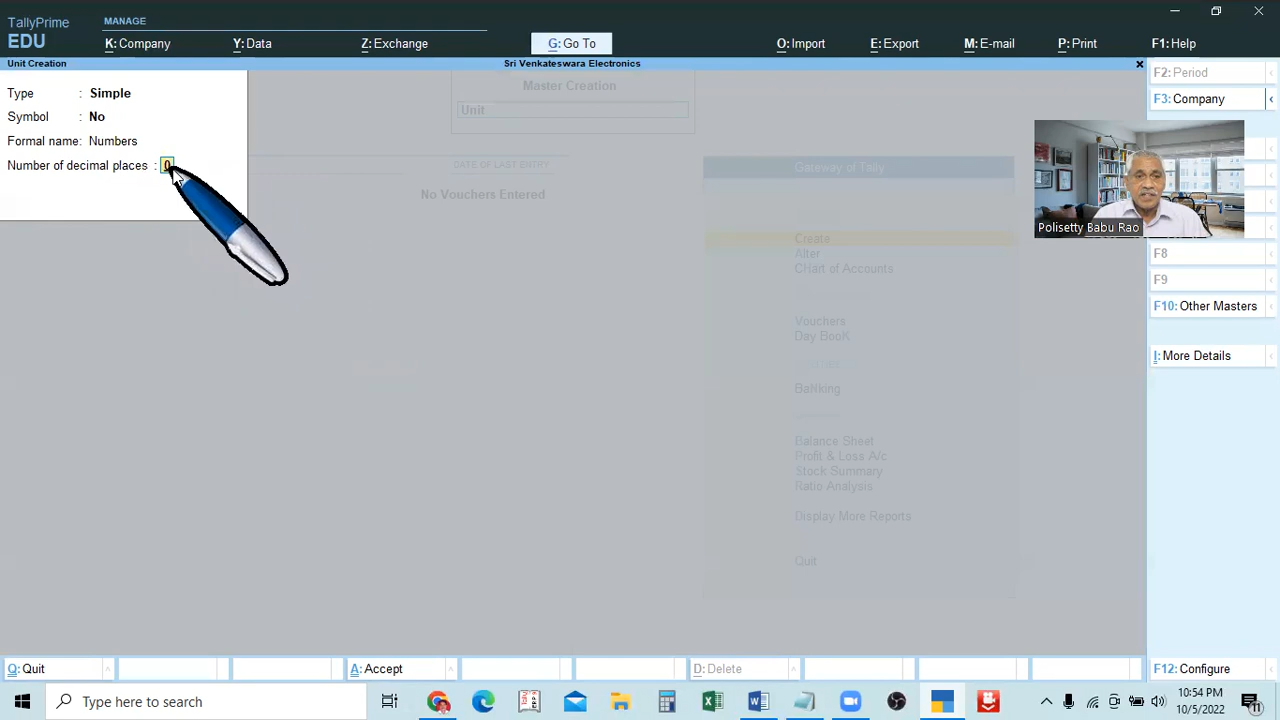 TallyPrime
EDU
MANAGE
K: Company
Y: Data
Z: Exchange
G: Go To
O: Import
E: Export
M: E-mail
P: Print
F1: Help
Unit Creation
Sri Venkateswara Electronics
Type : Simple
Symbol : No
Formal name: Numbers
Number of decimal places : 0
Master Creation
Unit
DATE OF LAST ENTRY
No Vouchers Entered
Gateway of Tally
Create
Alter
CHart of Accounts
Vouchers
Day BooK
BaNking
Balance Sheet
Profit & Loss A/c
Stock Summary
Ratio Analysis
Display More Reports
Quit
F2: Period
F3: Company
Polisetty Babu Rao
F8
F9
F10: Other Masters
I: More Details
Q: Quit
A: Accept
D: Delete
F12: Configure
Type here to search
10:54 PM
10/5/2022
11